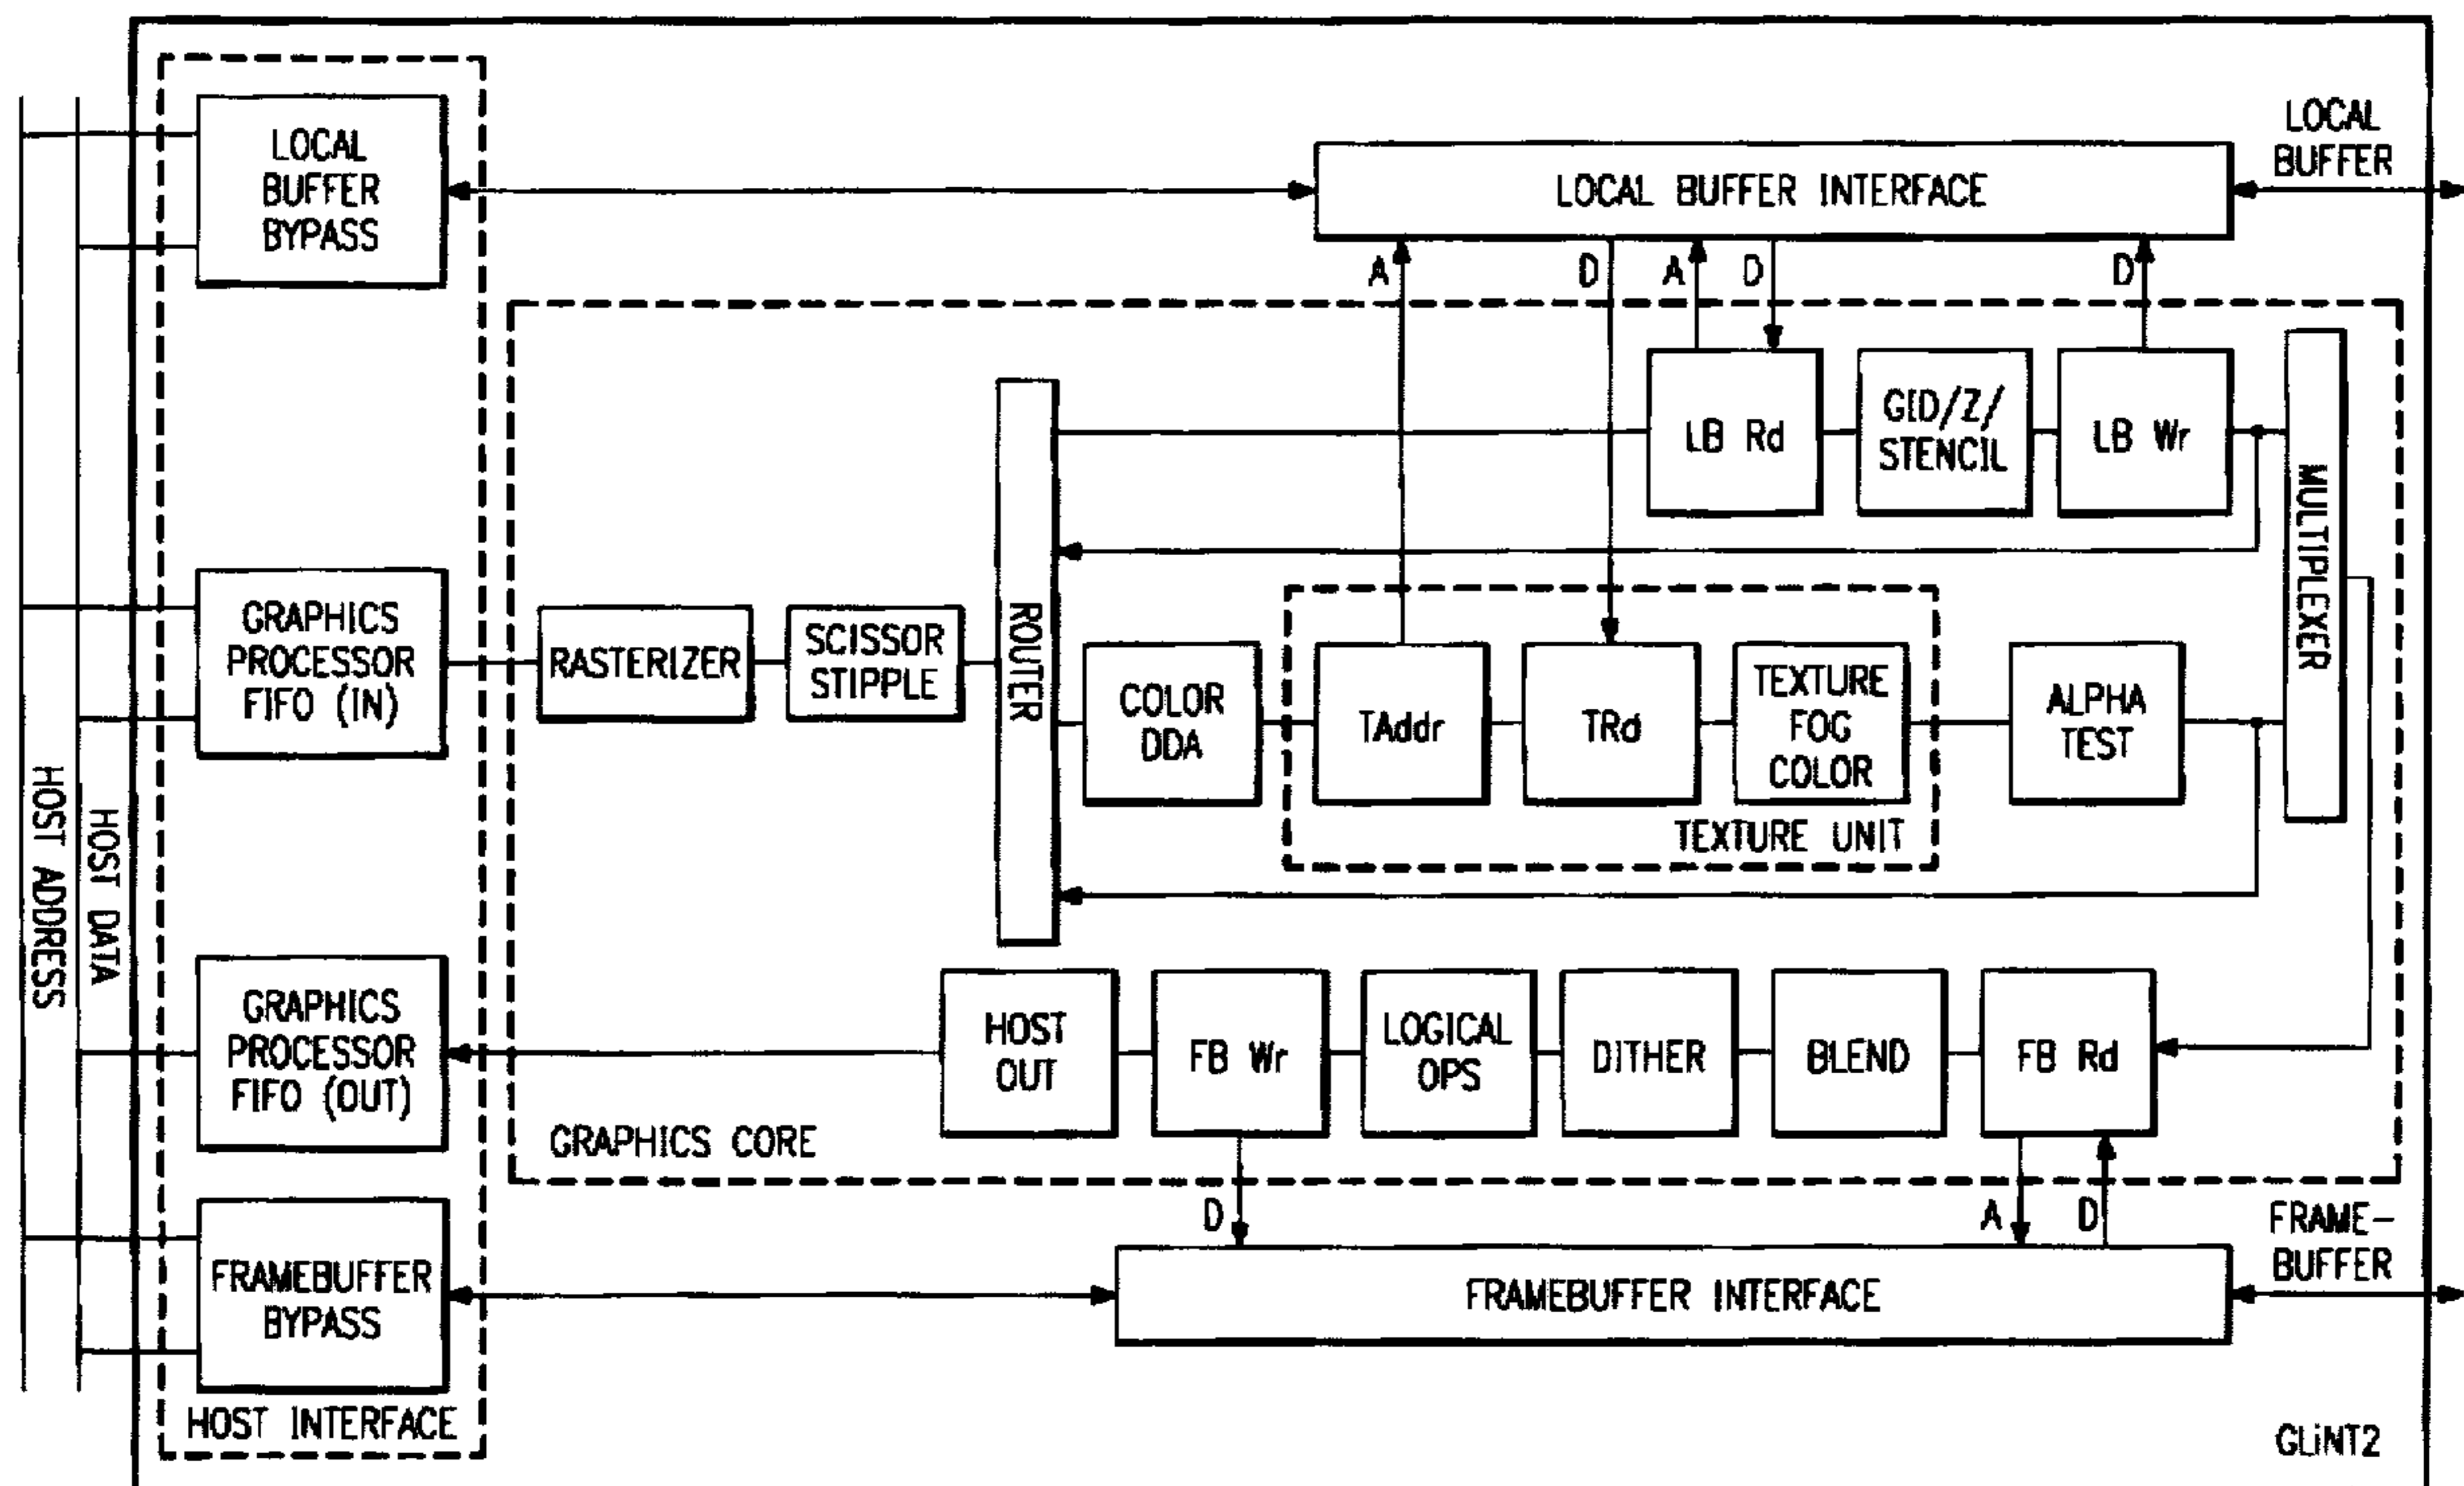 LOCAL
BUFFER
BYPASS
LOCAL BUFFER INTERFACE
LOCAL
BUFFER
A
D
A
D
D
LB Rd
GID/Z/
STENCIL
LB Wr
MULTIPLEXER
GRAPHICS
PROCESSOR
FIFO (IN)
RASTERIZER
SCISSOR
STIPPLE
ROUTER
COLOR
DDA
TAddr
TRd
TEXTURE
FOG
COLOR
TEXTURE UNIT
ALPHA
TEST
HOST ADDRESS
HOST DATA
GRAPHICS
PROCESSOR
FIFO (OUT)
HOST
OUT
FB Wr
LOGICAL
OPS
DITHER
BLEND
FB Rd
GRAPHICS CORE
D
A
D
FRAME-
BUFFER
FRAMEBUFFER
BYPASS
FRAMEBUFFER INTERFACE
HOST INTERFACE
GLiNT2